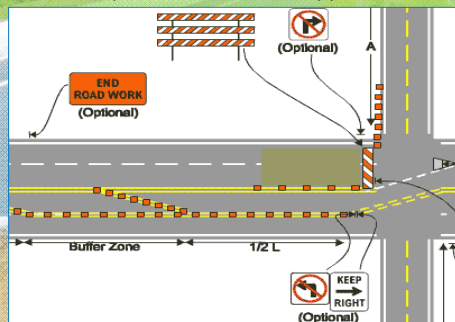 (Optional)
A
END
ROAD WORK
(Optional)
Buffer Zone
1/2 L
KEEP
RIGHT
(Optional)